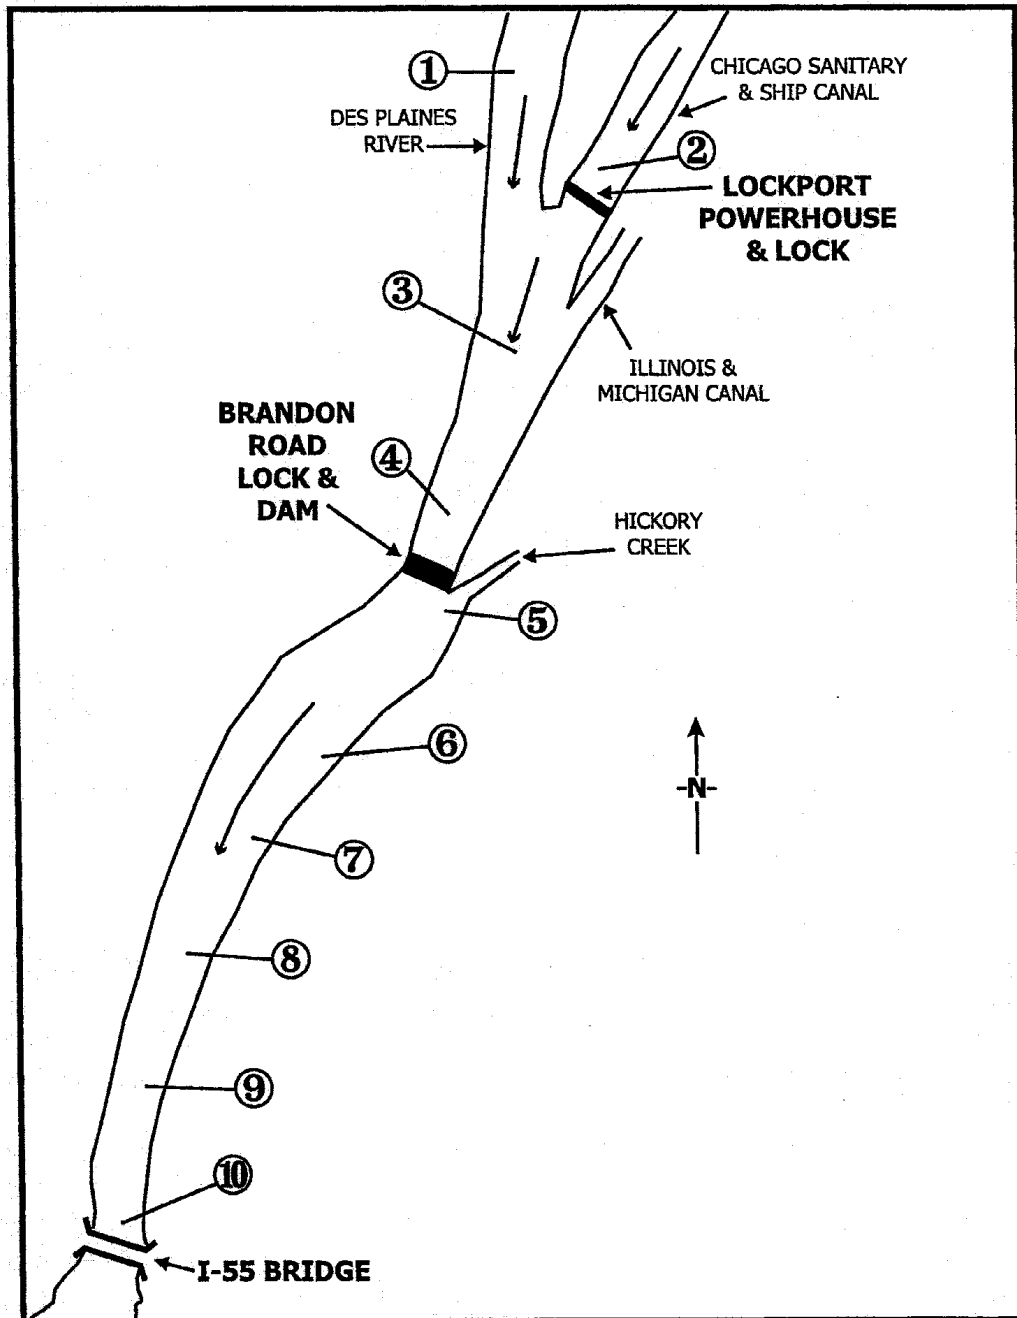 1
CHICAGO SANITARY
& SHIP CANAL
DES PLAINES
RIVER
2
LOCKPORT
POWERHOUSE
& LOCK
3
ILLINOIS &
MICHIGAN CANAL
BRANDON
ROAD
LOCK &
DAM
4
HICKORY
CREEK
5
6
-N-
7
8
9
10
I-55 BRIDGE